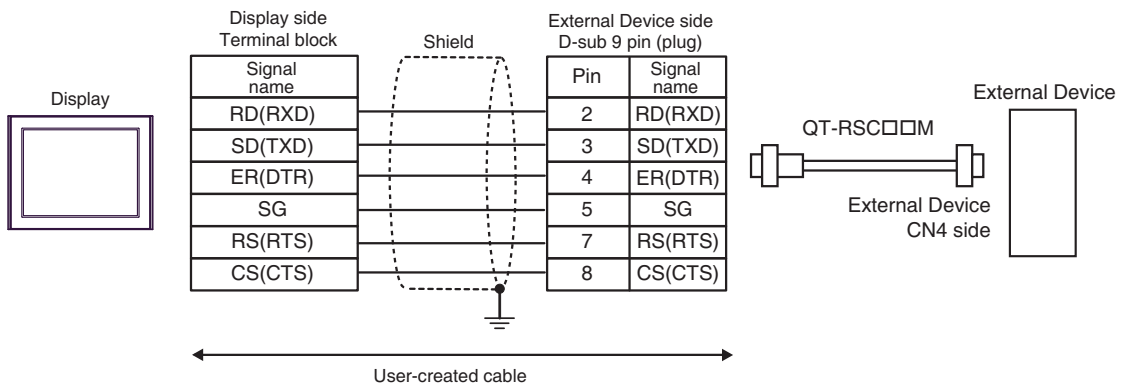 Display side
Terminal block
Shield
External Device side
D-sub 9 pin (plug)
Signal
name
Pin
Signal
name
Display
External Device
RD(RXD) 2 RD(RXD)
SD(TXD) 3 SD(TXD)
ER(DTR) 4 ER(DTR)
SG 5 SG
RS(RTS) 7 RS(RTS)
CS(CTS) 8 CS(CTS)
QT-RSC□□M
External Device
CN4 side
User-created cable